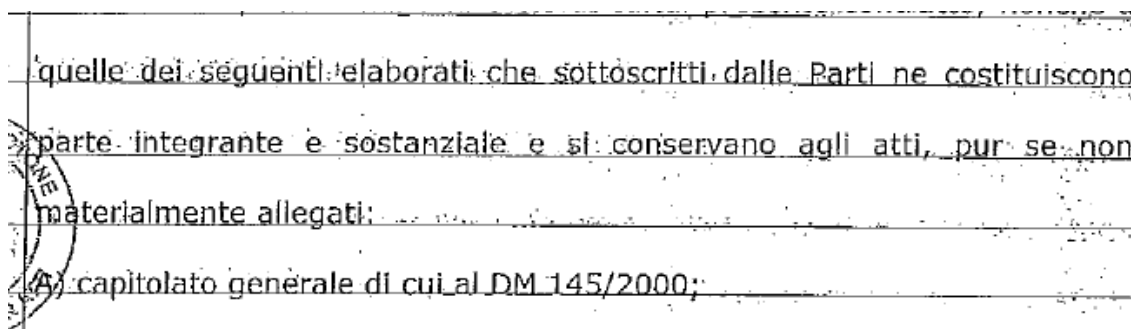 quelle dei seguenti elaborati che sottoscritti dalle Parti ne costituiscono
parte integrante e sostanziale e si conservano agli atti, pur se non
materialmente allegati:
A) capitolato generale di cui al DM 145/2000;